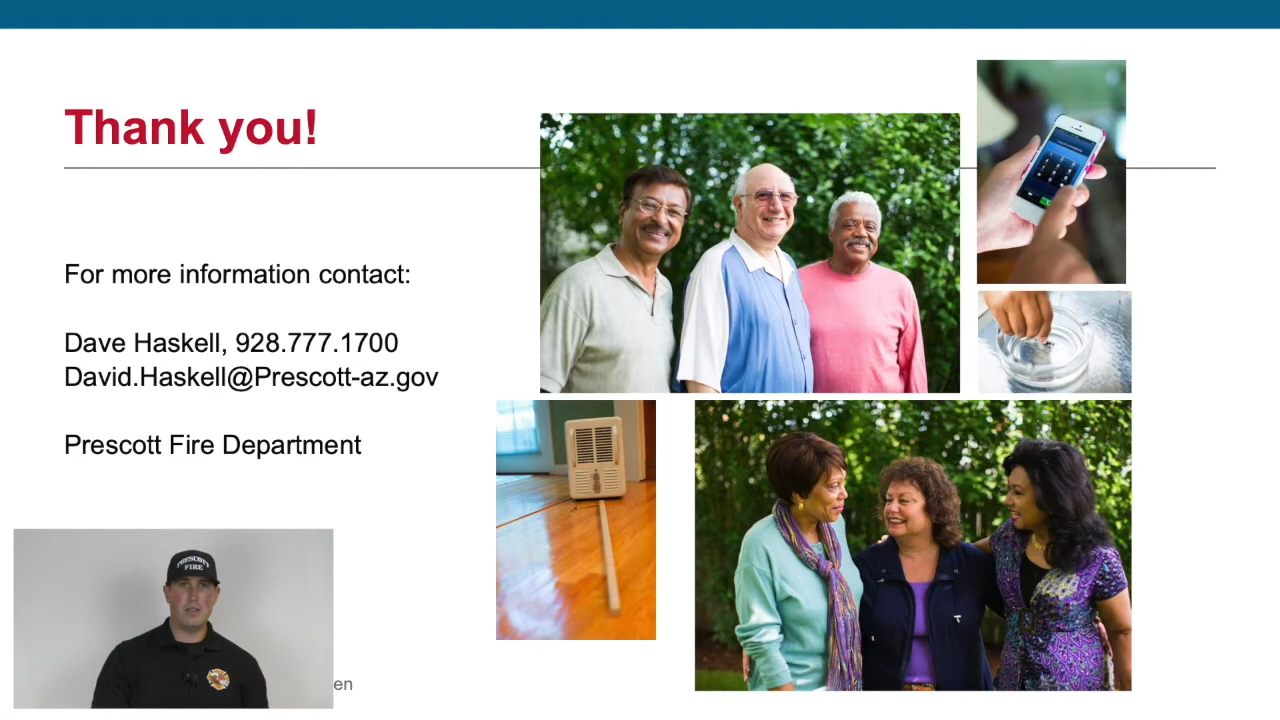 Thank you!
For more information contact:
Dave Haskell, 928.777.1700
David.Haskell@Prescott-az.gov
Prescott Fire Department
PRESCOTT
FIRE
en